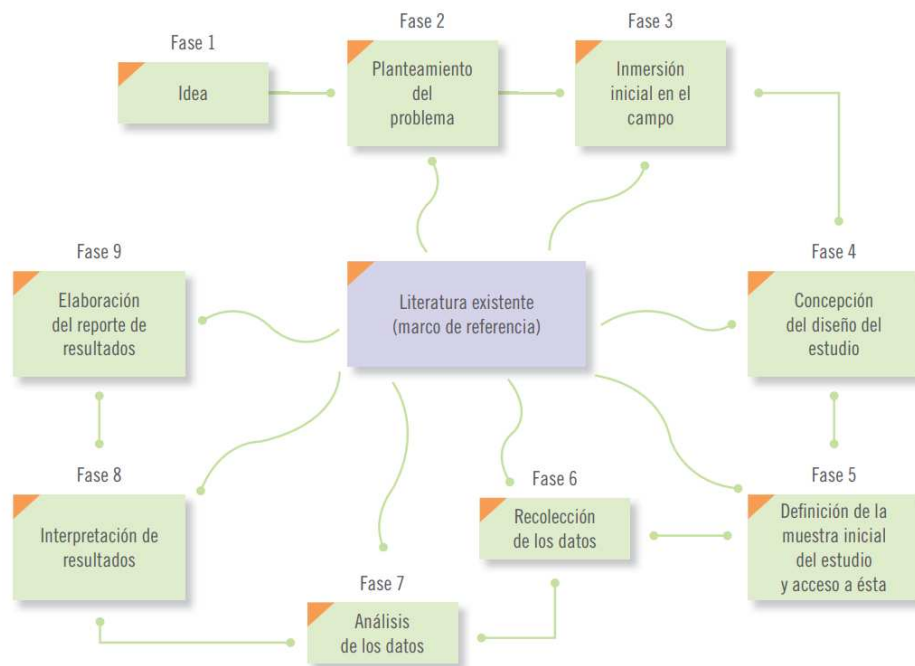 Fase 1
Idea
Fase 2
Planteamiento
del
problema
Fase 3
Inmersión
inicial en el
campo
Fase 4
Concepción
del diseño del
estudio
Fase 5
Definición de la
muestra inicial
del estudio
y acceso a ésta
Fase 6
Recolección
de los datos
Fase 7
Análisis
de los datos
Fase 8
Interpretación de
resultados
Fase 9
Elaboración
del reporte de
resultados
Literatura existente
(marco de referencia)